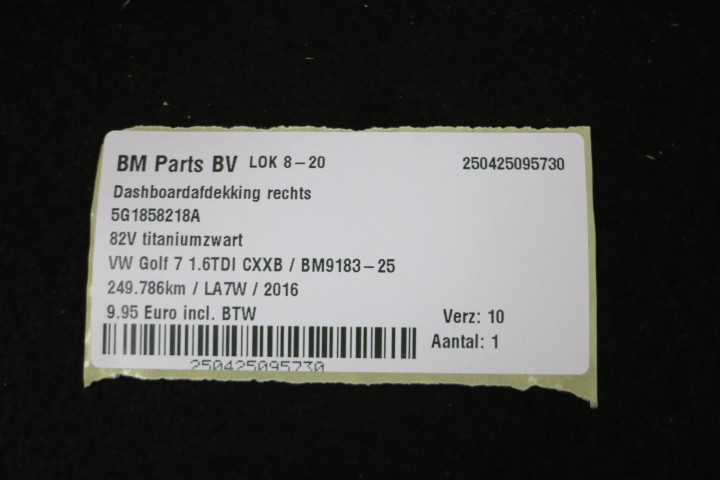 BM Parts BV LOK 8-20 250425095730
Dashboardafdekking rechts
5G1858218A
82V titaniumzwart
VW Golf 7 1.6TDI CXXB / BM9183-25
249.786km / LA7W / 2016
9.95 Euro incl. BTW Verz: 10
Aantal: 1
250425095730